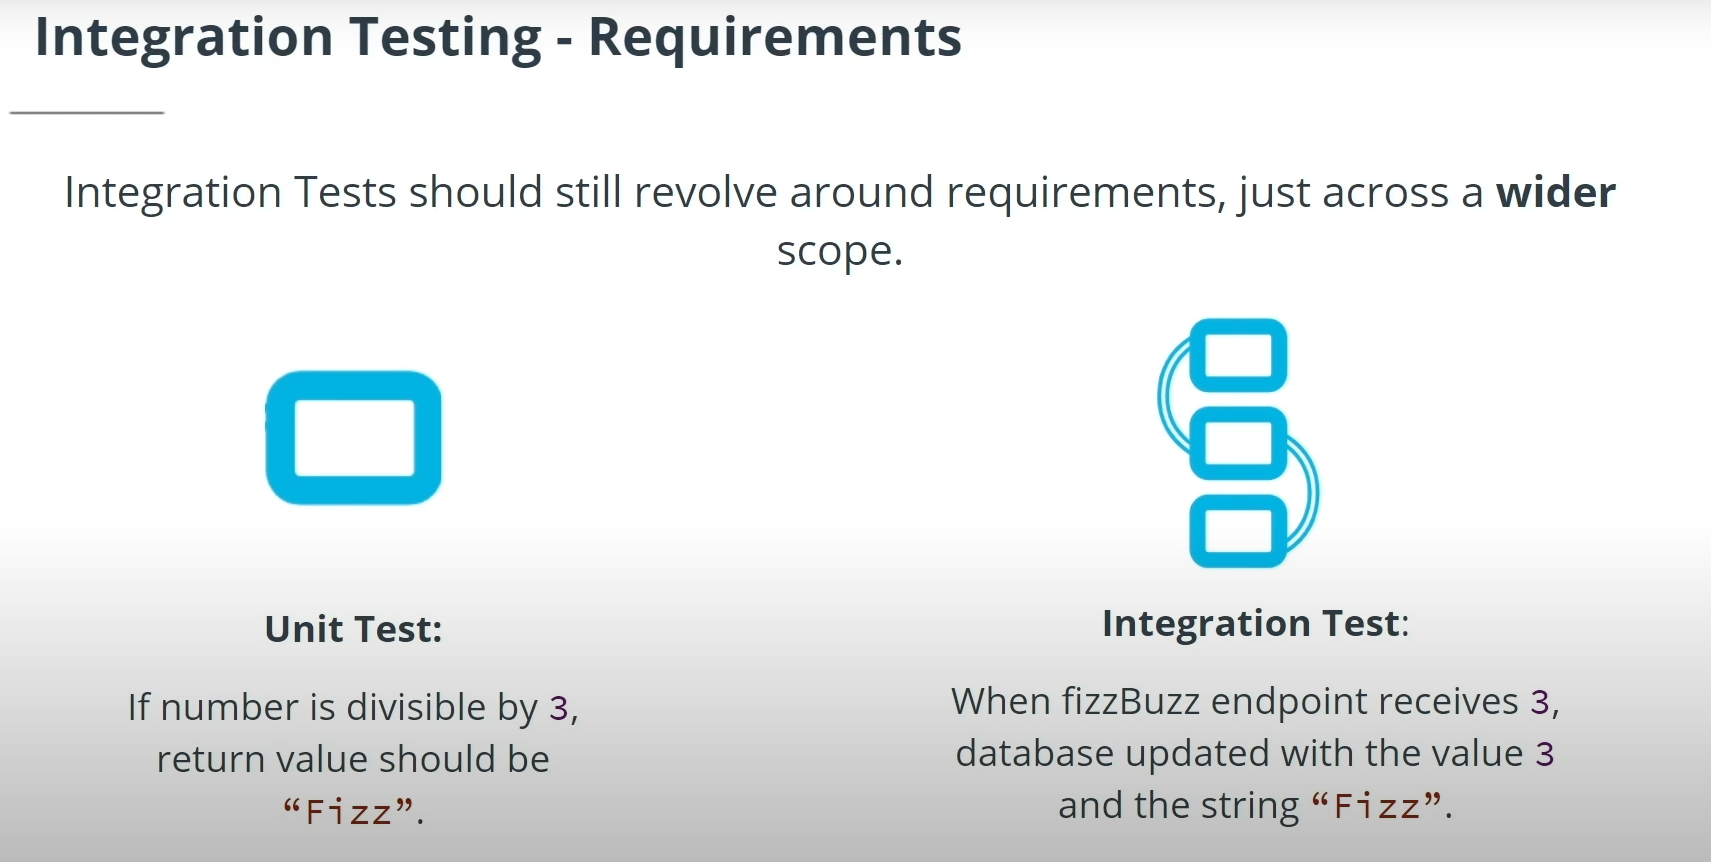 Integration Testing - Requirements
Integration Tests should still revolve around requirements, just across a wider
scope.
Unit Test:
If number is divisible by 3,
return value should be
“Fizz”.
Integration Test:
When fizzBuzz endpoint receives 3,
database updated with the value 3
and the string “Fizz”.